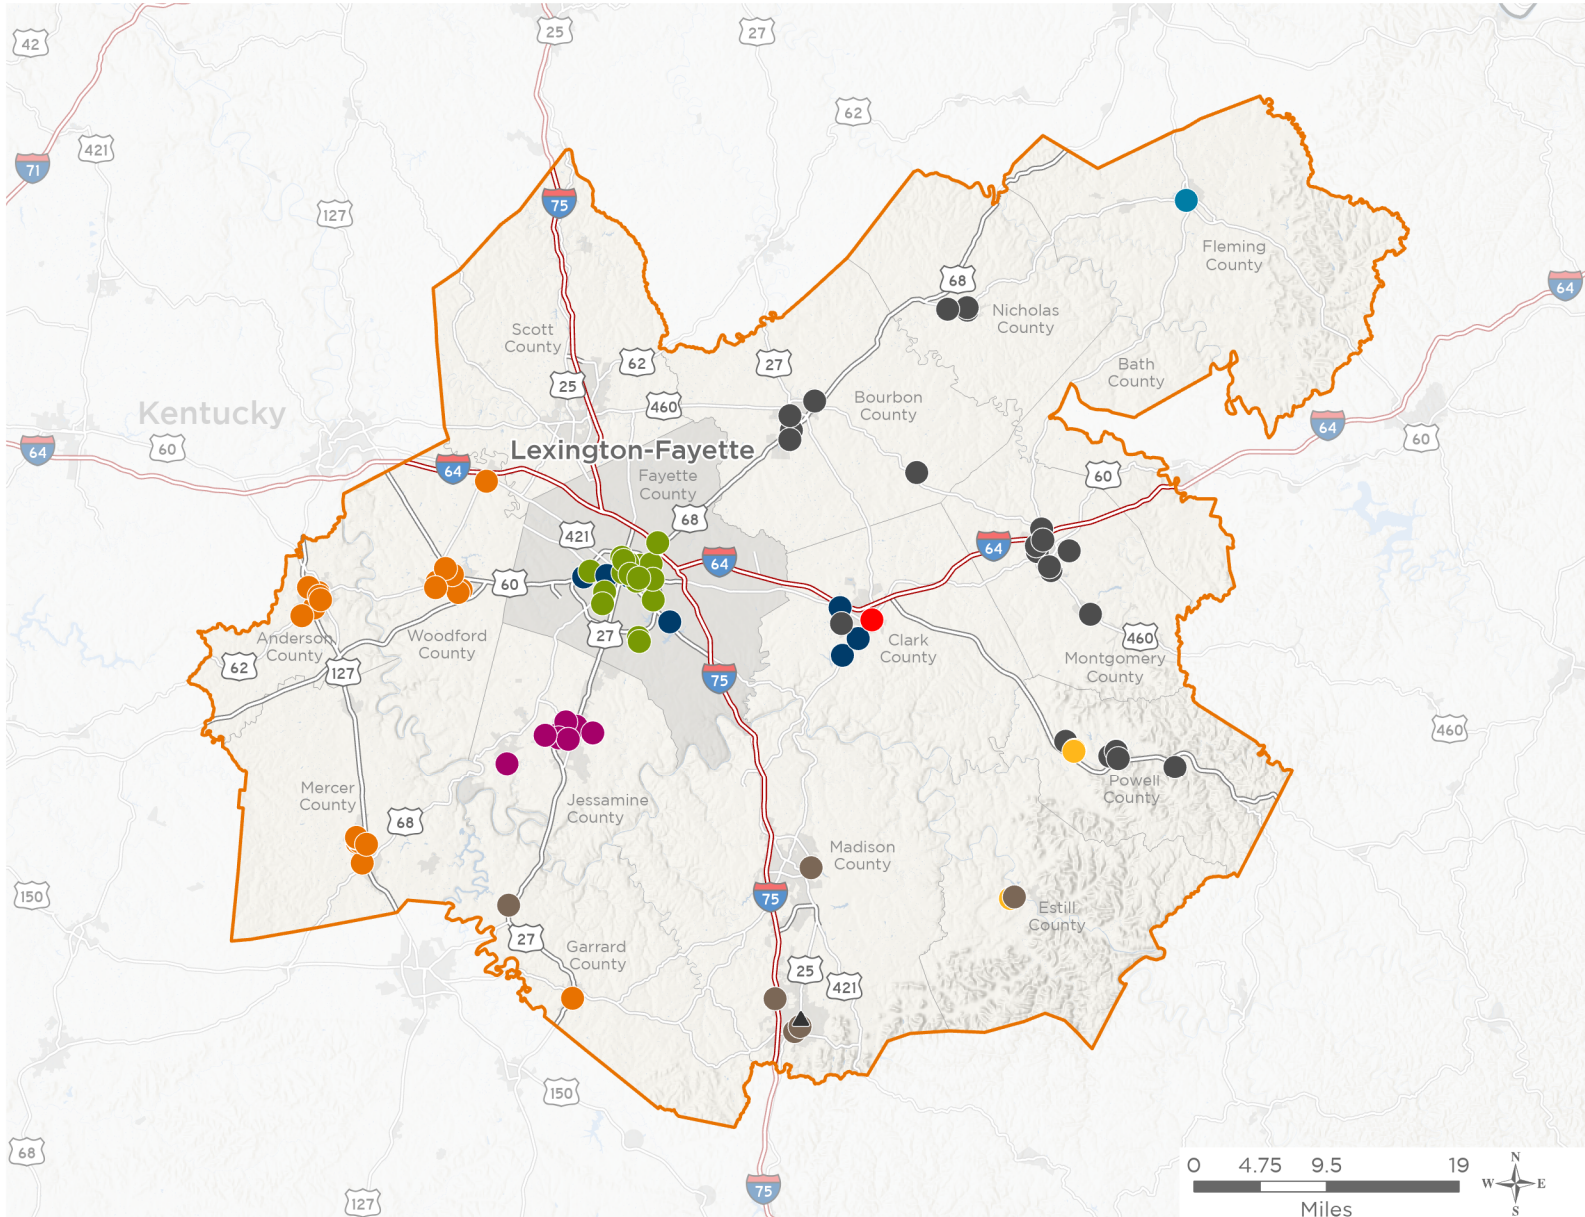 42
25
27
62
421
71
75
127
Fleming
County
64
68
Nicholas
County
Scott
County
62
27
Bath
County
25
Bourbon
County
460
Kentucky
64
60
Lexington-Fayette
64
60
64
Fayette
County
60
68
421
64
64
60
27
Anderson
County
Woodford
County
Clark
County
460
62
127
Montgomery
County
75
460
Mercer
County
68
Jessamine
County
Powell
County
Madison
County
150
75
Estill
County
27
Garrard
County
25
421
150
68
75
127
0 4.75 9.5 19
Miles
N
W E
S